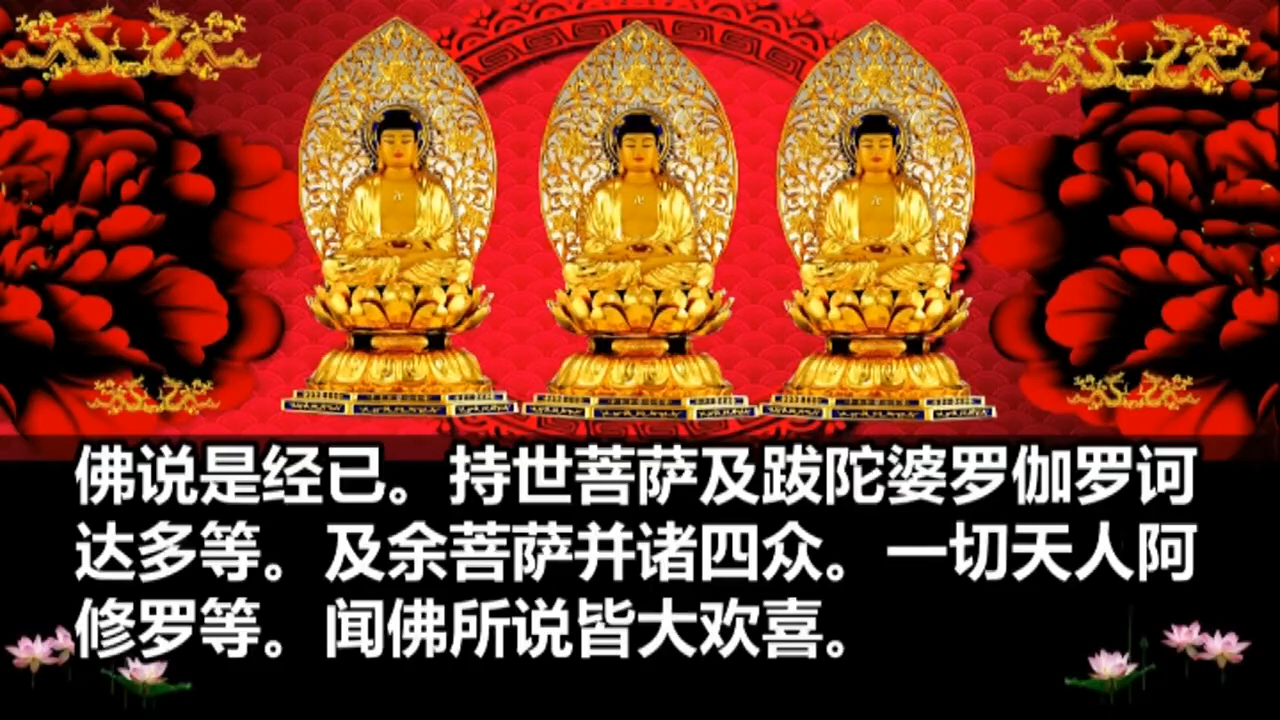 佛说是经已。持世菩萨及跋陀婆罗伽罗诃
达多等。及余菩萨并诸四众。一切天人阿
修罗等。闻佛所说皆大欢喜。